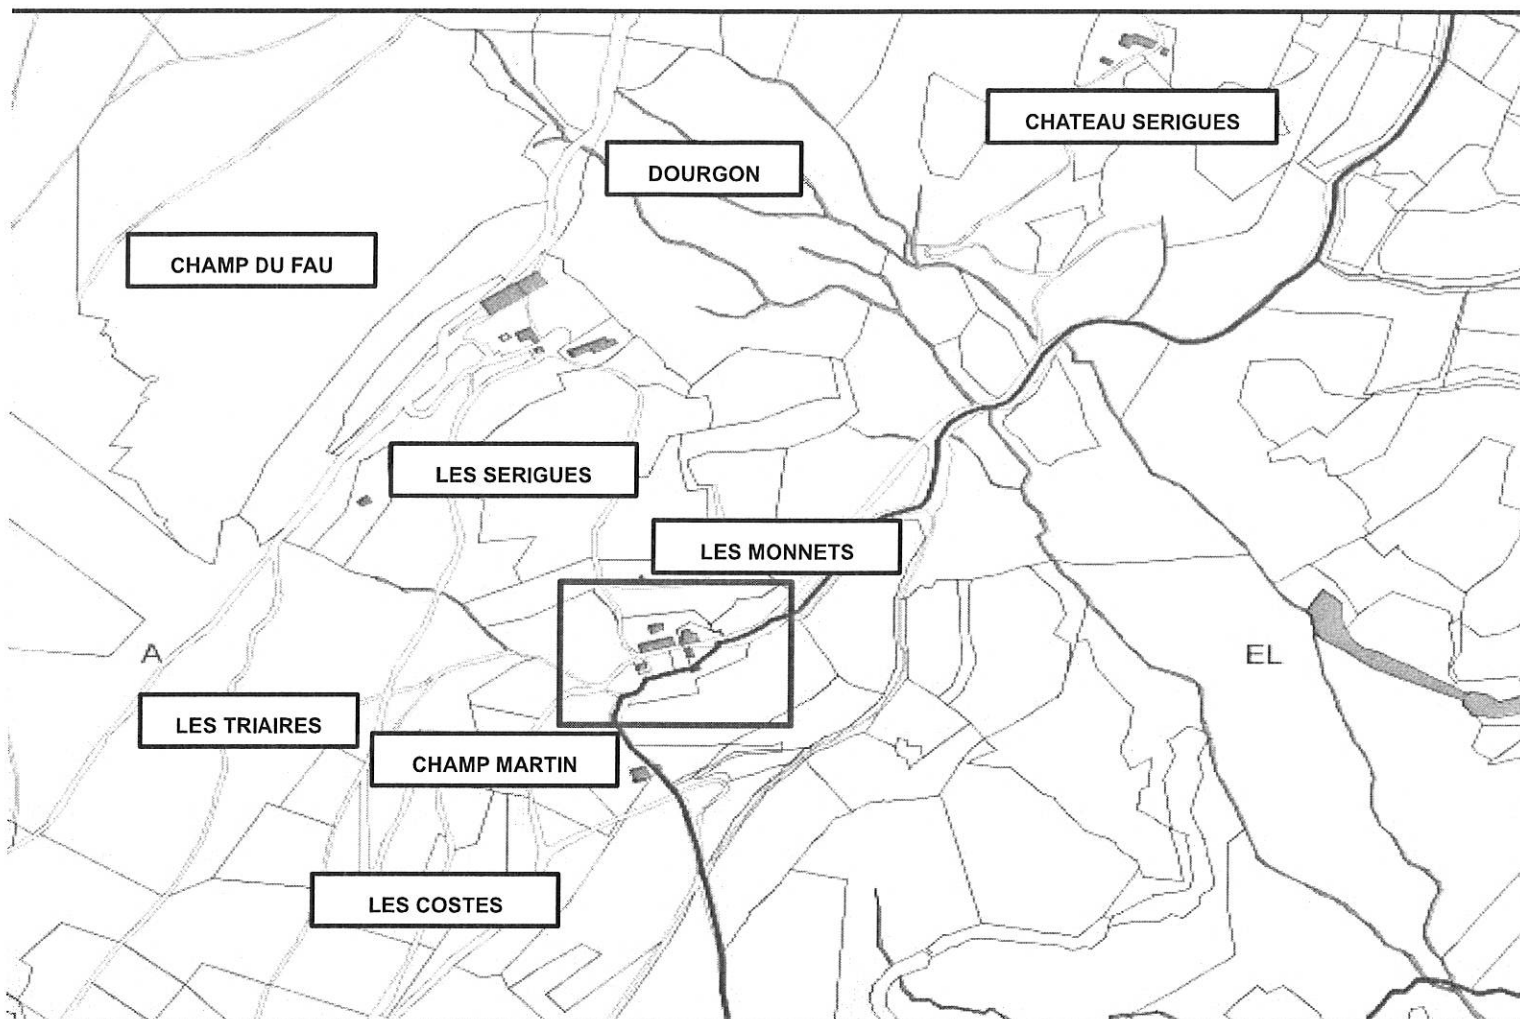 CHATEAU SERIGUES
DOURGON
CHAMP DU FAU
LES SERIGUES
LES MONNETS
A
EL
LES TRIAIRES
CHAMP MARTIN
LES COSTES